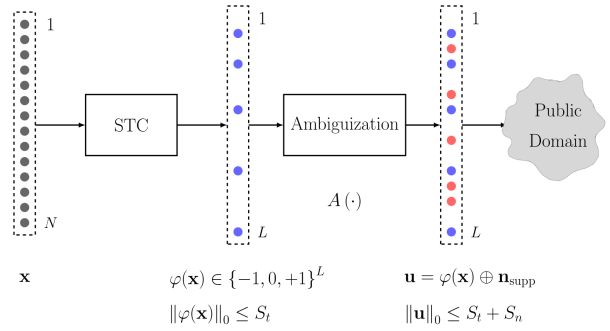 1
1
1
STC
Ambiguization
Public
Domain
A (·)
N
L
L
x
φ(x) ∈ {−1, 0, +1}^L
u = φ(x) ⊕ n_supp
‖φ(x)‖_0 ≤ S_t
‖u‖_0 ≤ S_t + S_n